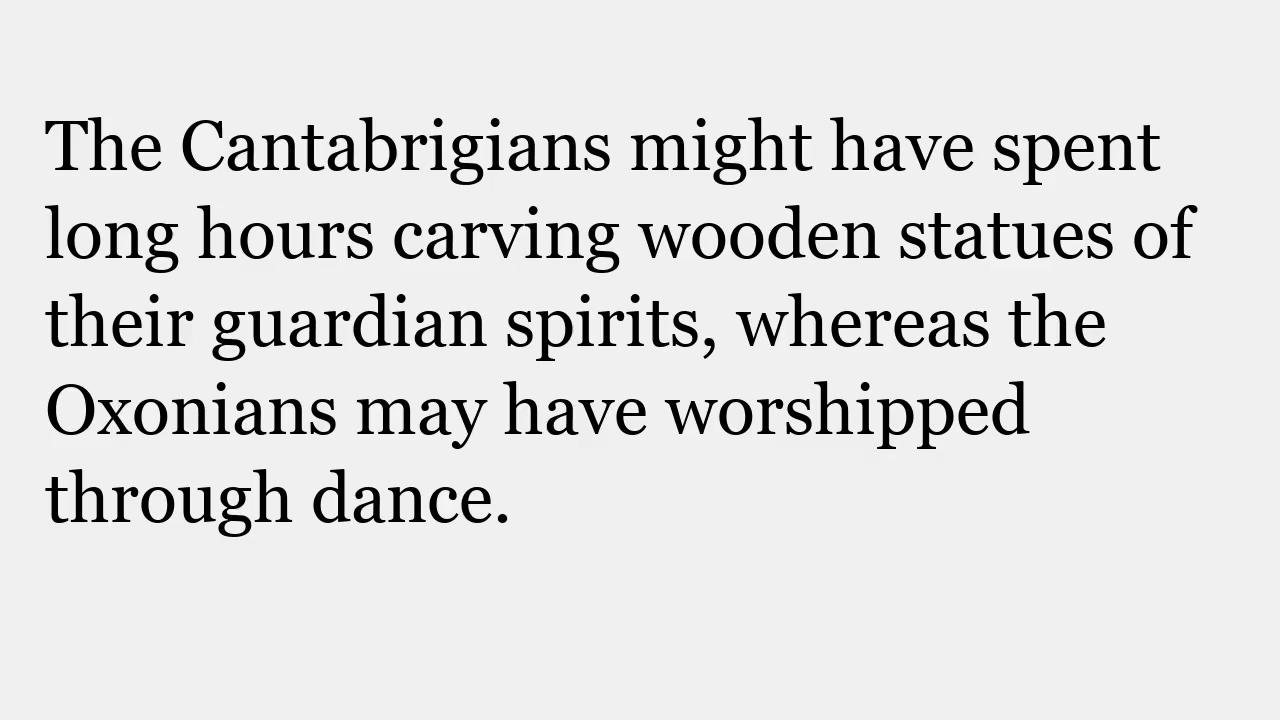 The Cantabrigians might have spent
long hours carving wooden statues of
their guardian spirits, whereas the
Oxonians may have worshipped
through dance.